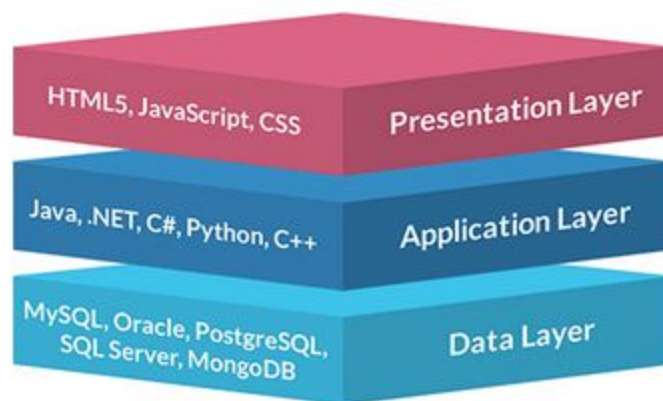 HTML5, JavaScript, CSS
Presentation Layer
Java, .NET, C#, Python, C++
Application Layer
MySQL, Oracle, PostgreSQL,
SQL Server, MongoDB
Data Layer